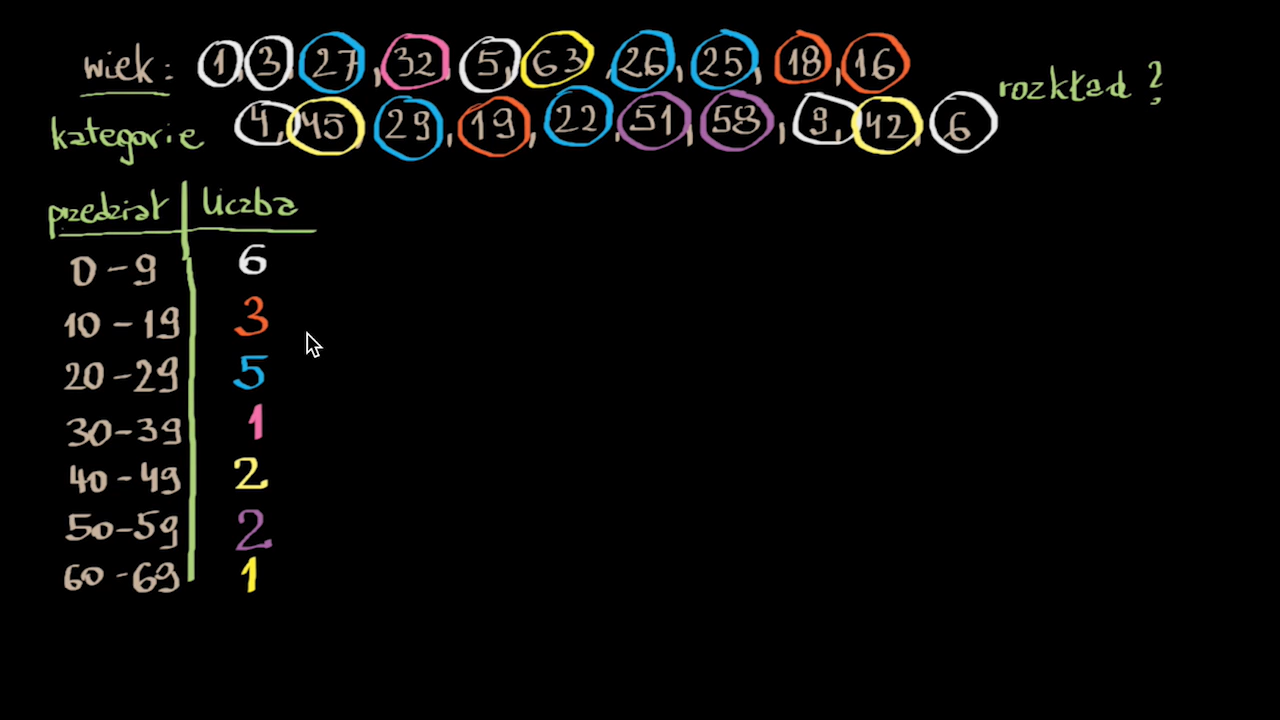 wiek: 1, 3, 27, 32, 5, 63, 26, 25, 18, 16
rozkład ?
kategorie 4, 45, 29, 19, 22, 51, 58, 9, 42, 6
przedział liczba
0-9 6
10-19 3
20-29 5
30-39 1
40-49 2
50-59 2
60-69 1